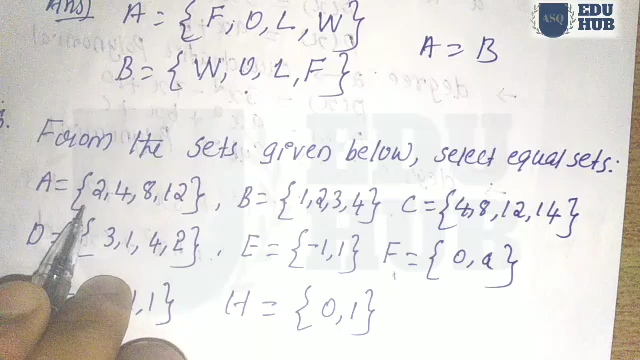 Ans)
A = {F, O, L, W}
B = {W, O, L, F}
A = B
From the sets given below, select equal sets:
A = {2, 4, 8, 12}, B = {1, 2, 3, 4} C = {4, 8, 12, 14}
D = { 3, 1, 4, 2}, E = {-1, 1} F = {0, a}
1, 1} H = {0, 1}
ASQ EDU HUB